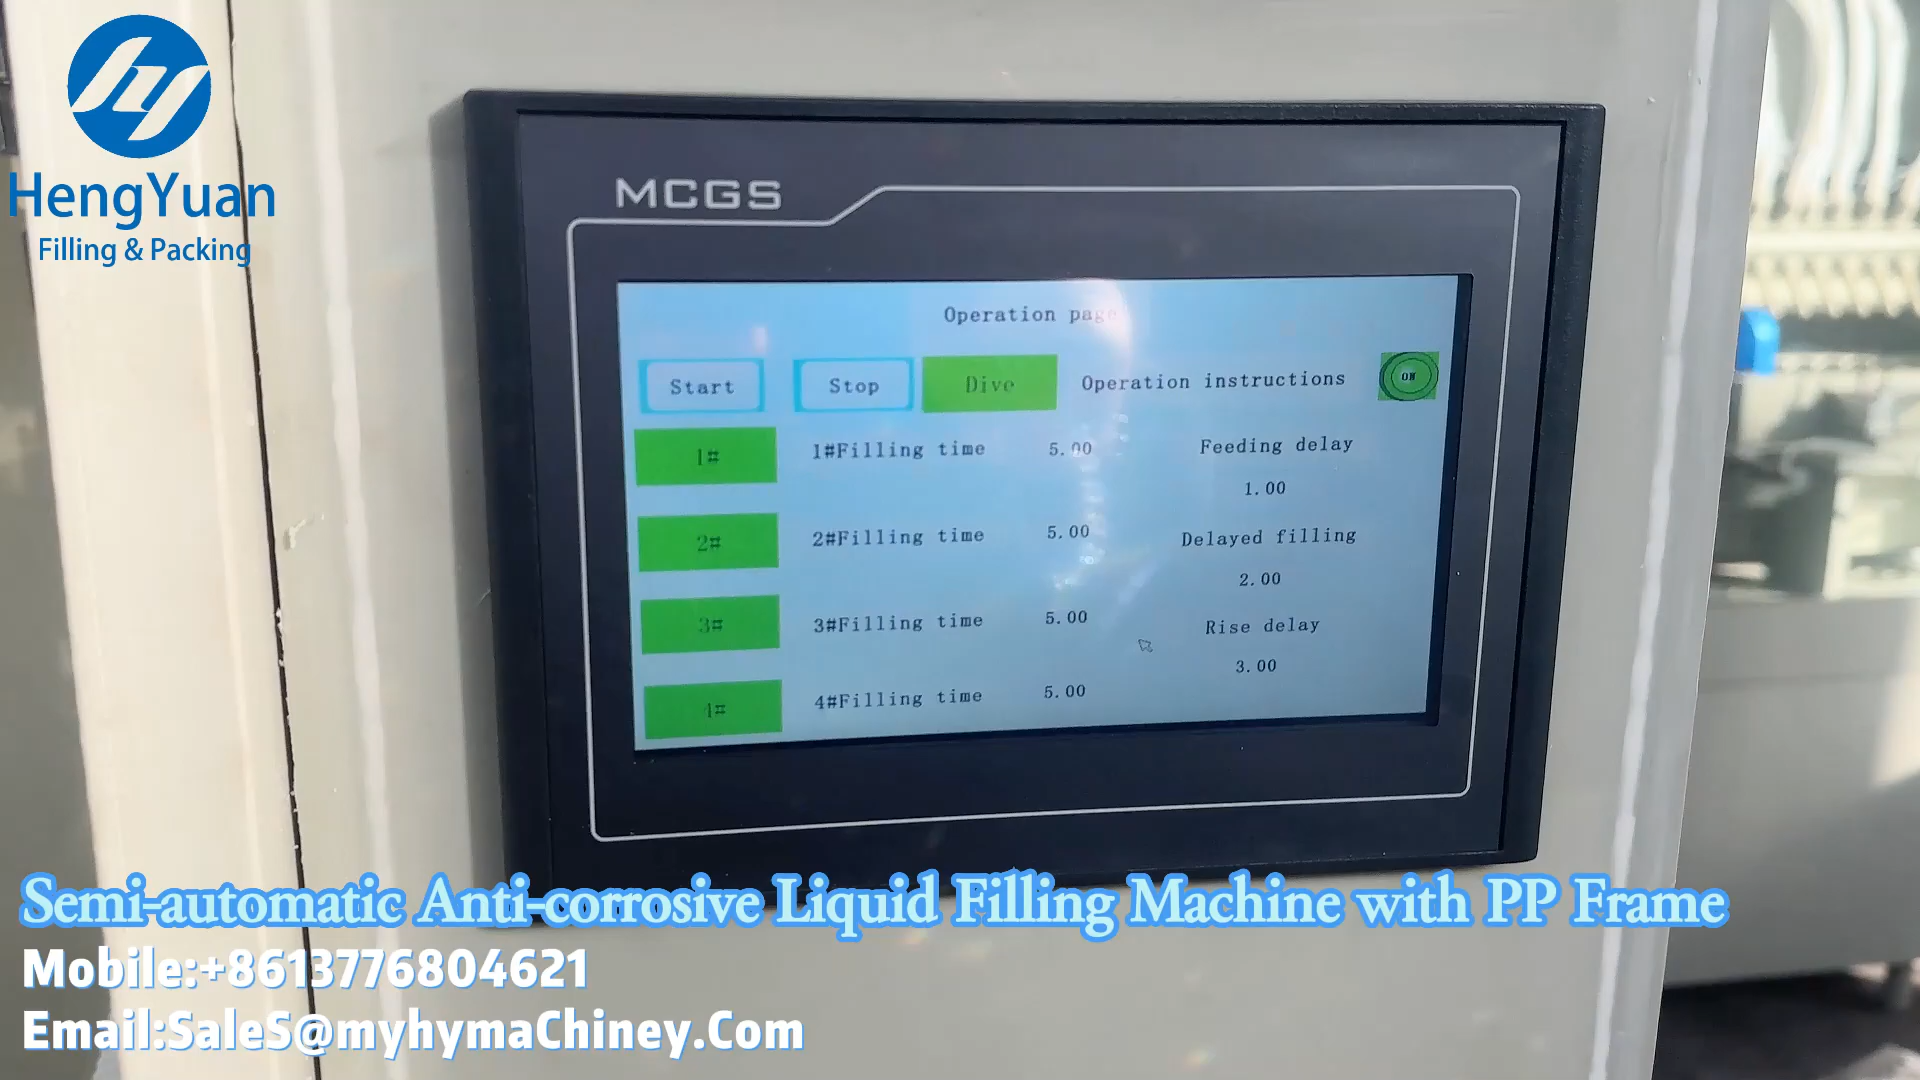 HengYuan
Filling & Packing
MCGS
Operation page
Start Stop Dive Operation instructions ON
1# 1#Filling time 5.00 Feeding delay
1.00
2# 2#Filling time 5.00 Delayed filling
2.00
3# 3#Filling time 5.00 Rise delay
3.00
4# 4#Filling time 5.00
Semi-automatic Anti-corrosive Liquid Filling Machine with PP Frame
Mobile:+8613776804621
Email:SaleS@myhymaChiney.Com